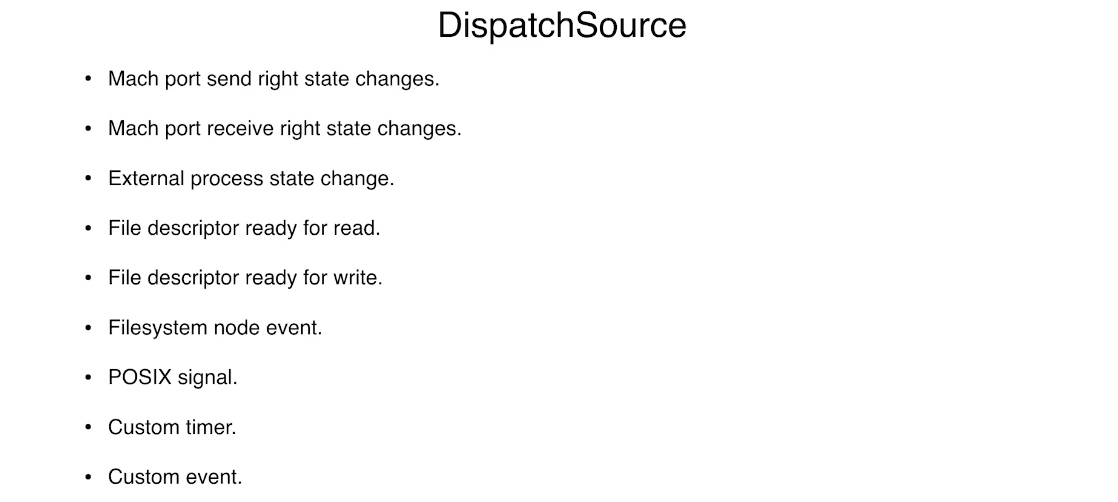 DispatchSource
• Mach port send right state changes.
• Mach port receive right state changes.
• External process state change.
• File descriptor ready for read.
• File descriptor ready for write.
• Filesystem node event.
• POSIX signal.
• Custom timer.
• Custom event.